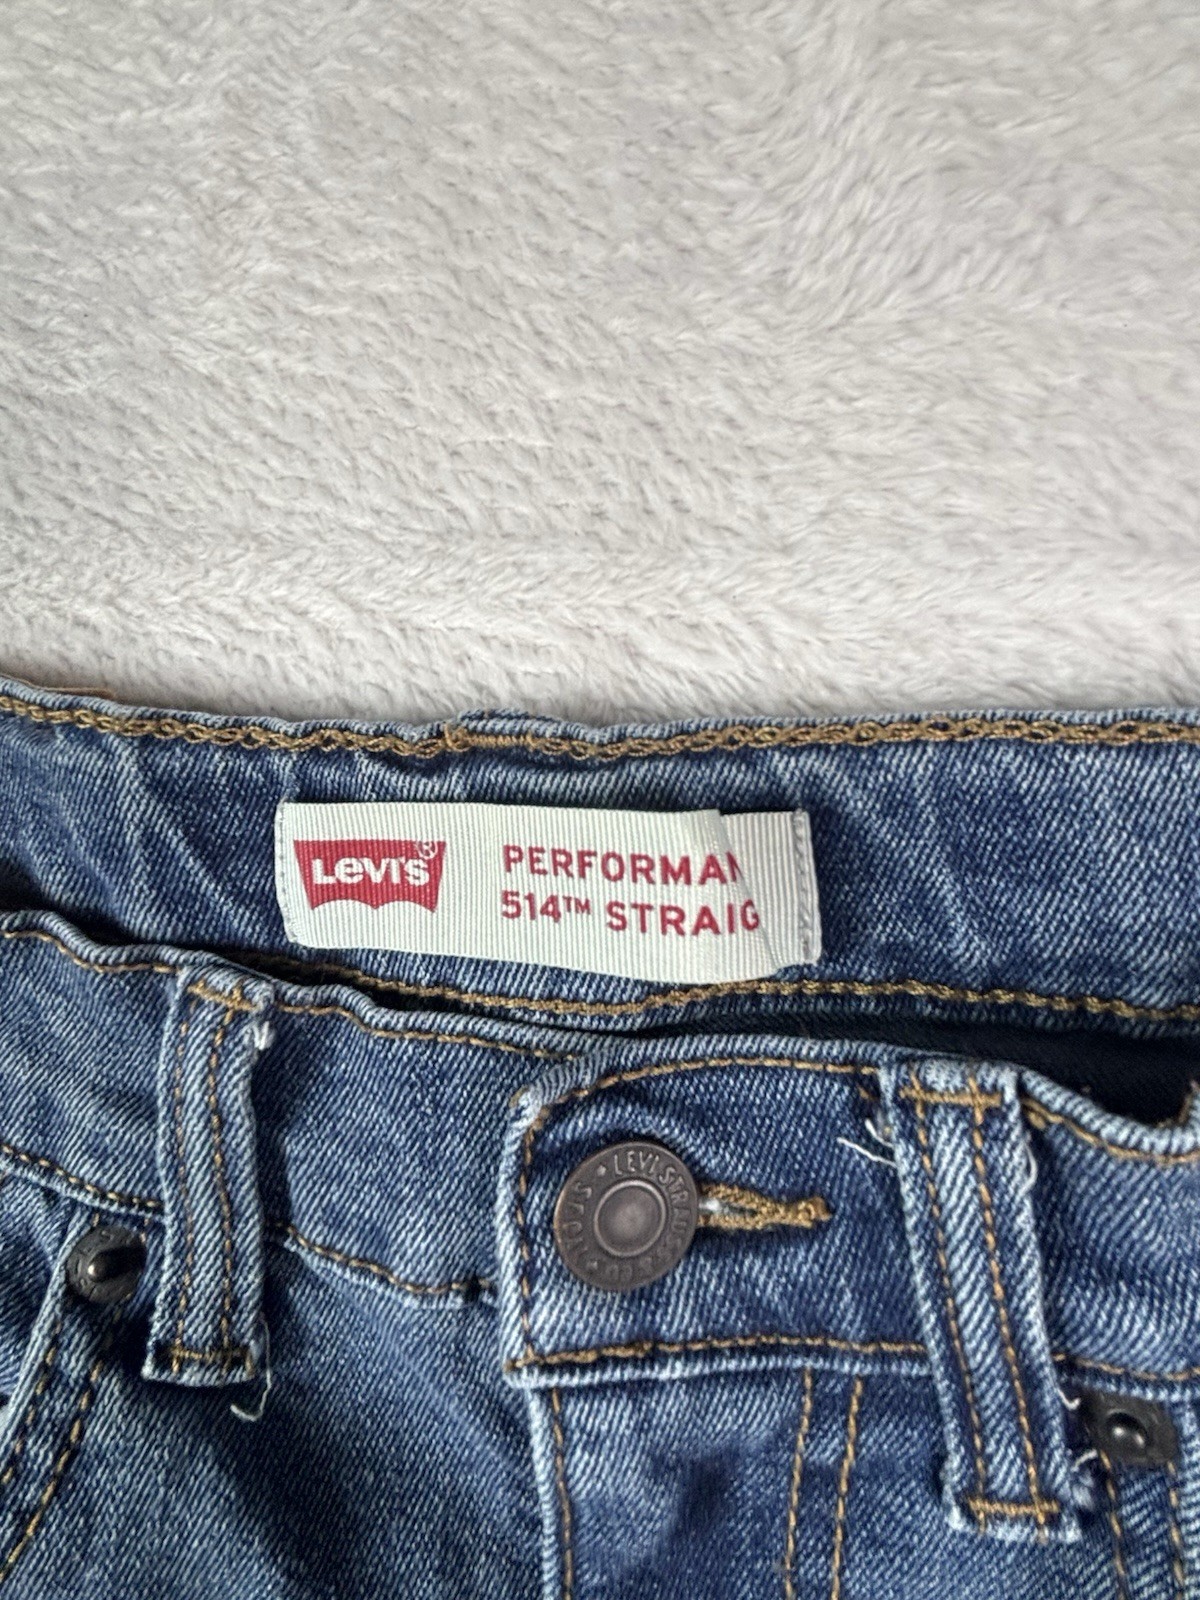 Levi's®
PERFORMAN
514™ STRAIG
LEVI STRAUSS & CO